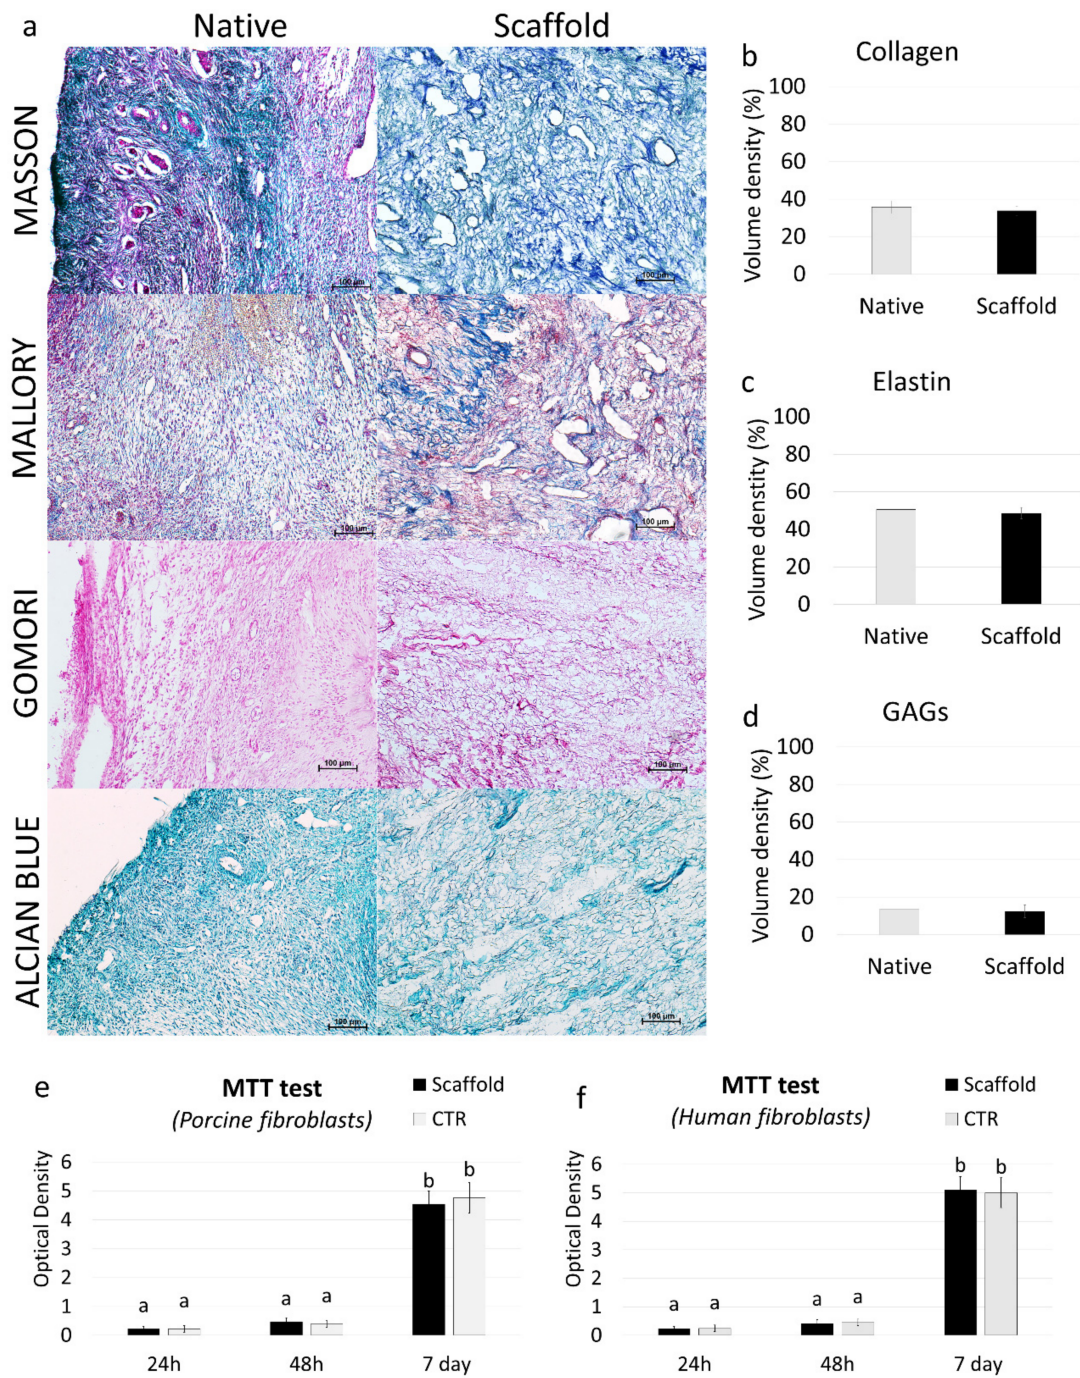 a
Native
Scaffold
MASSON
100 µm
100 µm
MALLORY
100 µm
100 µm
GOMORI
100 µm
100 µm
ALCIAN BLUE
100 µm
100 µm
b
Collagen
Volume density (%)
100
80
60
40
20
0
Native
Scaffold
c
Elastin
Volume denstity (%)
100
80
60
40
20
0
Native
Scaffold
d
GAGs
Volume density (%)
100
80
60
40
20
0
Native
Scaffold
e
MTT test
(Porcine fibroblasts)
Scaffold
CTR
Optical Density
6
5
4
3
2
1
0
a
a
a
a
b
b
24h
48h
7 day
f
MTT test
(Human fibroblasts)
Scaffold
CTR
Optical Density
6
5
4
3
2
1
0
a
a
a
a
b
b
24h
48h
7 day